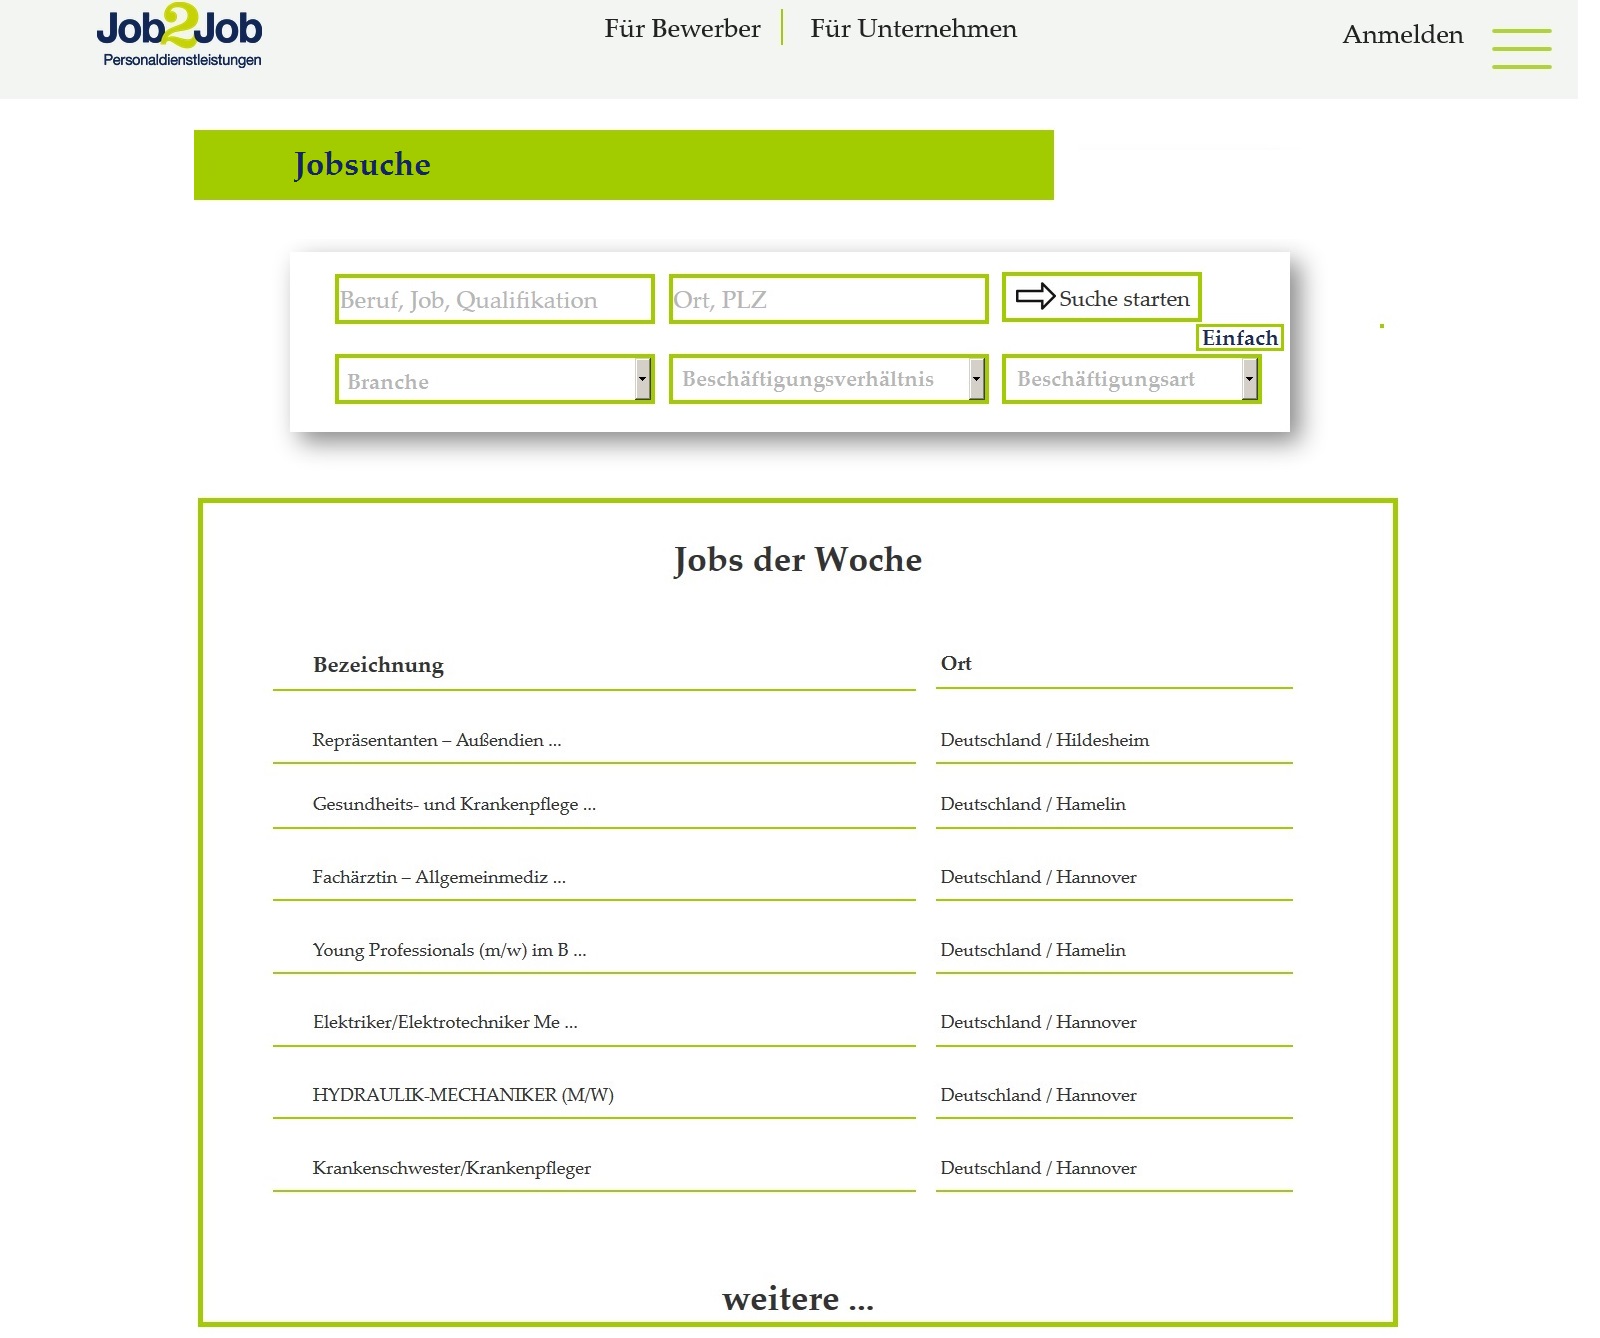 Job2Job
Personaldienstleistungen
Für Bewerber
Für Unternehmen
Anmelden
Jobsuche
Beruf, Job, Qualifikation
Ort, PLZ
Suche starten
Einfach
Branche
Beschäftigungsverhältnis
Beschäftigungsart
Jobs der Woche
Bezeichnung Ort
Repräsentanten – Außendien ... Deutschland / Hildesheim
Gesundheits- und Krankenpflege ... Deutschland / Hamelin
Fachärztin – Allgemeinmediz ... Deutschland / Hannover
Young Professionals (m/w) im B ... Deutschland / Hamelin
Elektriker/Elektrotechniker Me ... Deutschland / Hannover
HYDRAULIK-MECHANIKER (M/W) Deutschland / Hannover
Krankenschwester/Krankenpfleger Deutschland / Hannover
weitere ...